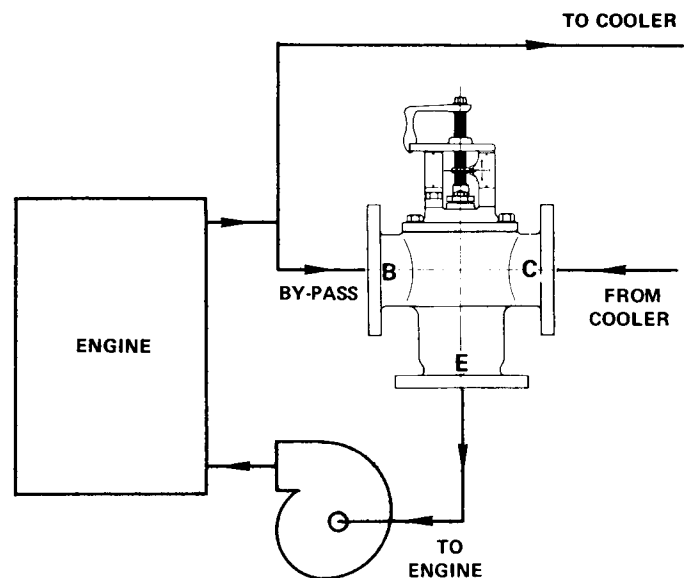 TO COOLER
B
C
BY-PASS
FROM
COOLER
ENGINE
E
TO
ENGINE